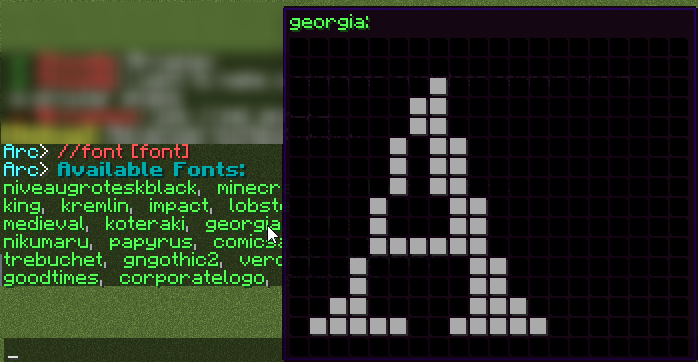 georgia:
Arc> //font [font]
Arc> Available Fonts:
niveaugroteskblack, minecr
king, kremlin, impact, lobst
medieval, koteraki, georgia
nikumaru, papyrus, comicsa
trebuchet, gngothic2, verd
goodtimes, corporatelogo,
A